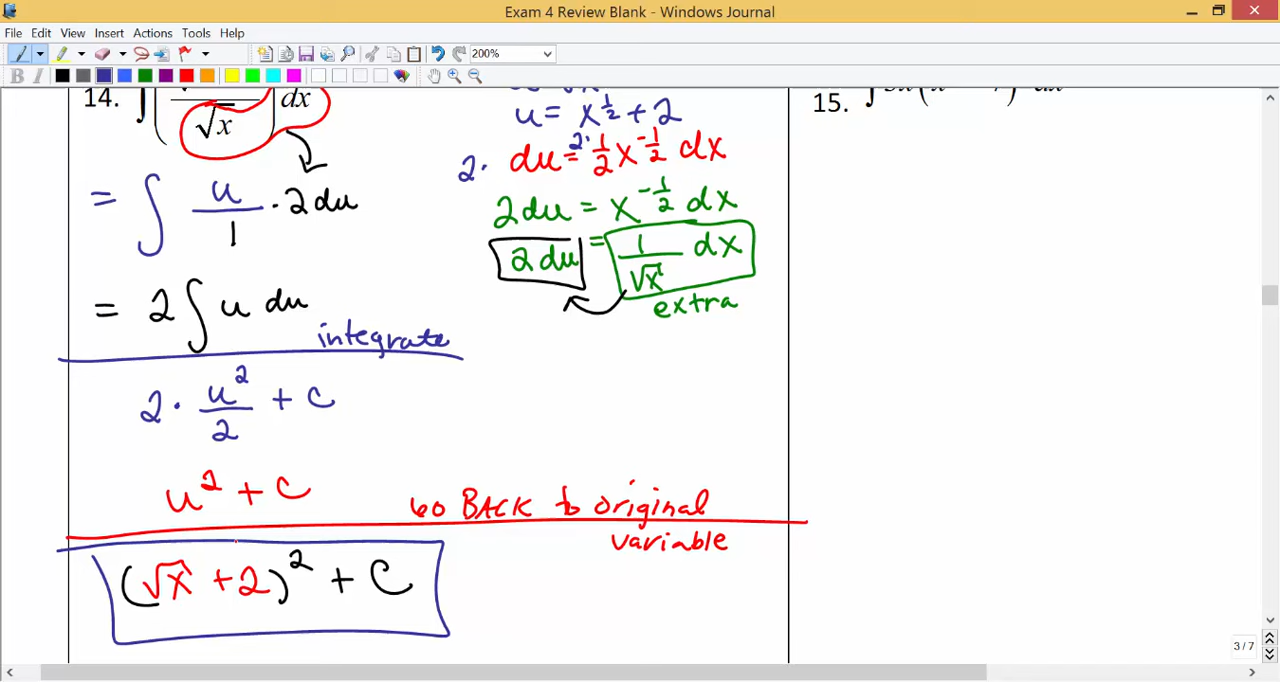 Exam 4 Review Blank - Windows Journal
File Edit View Insert Actions Tools Help
200%
B I
14. ∫( / √x ) dx
u = x^½ + 2
2· du = 2·½ x^-½ dx
2du = x^-½ dx
2 du = 1/√x dx
extra
= ∫ u/1 · 2du
= 2 ∫ u du
integrate
2 · u²/2 + c
u² + c
Go BACK to original
variable
(√x + 2)² + C
15. ∫
3 / 7